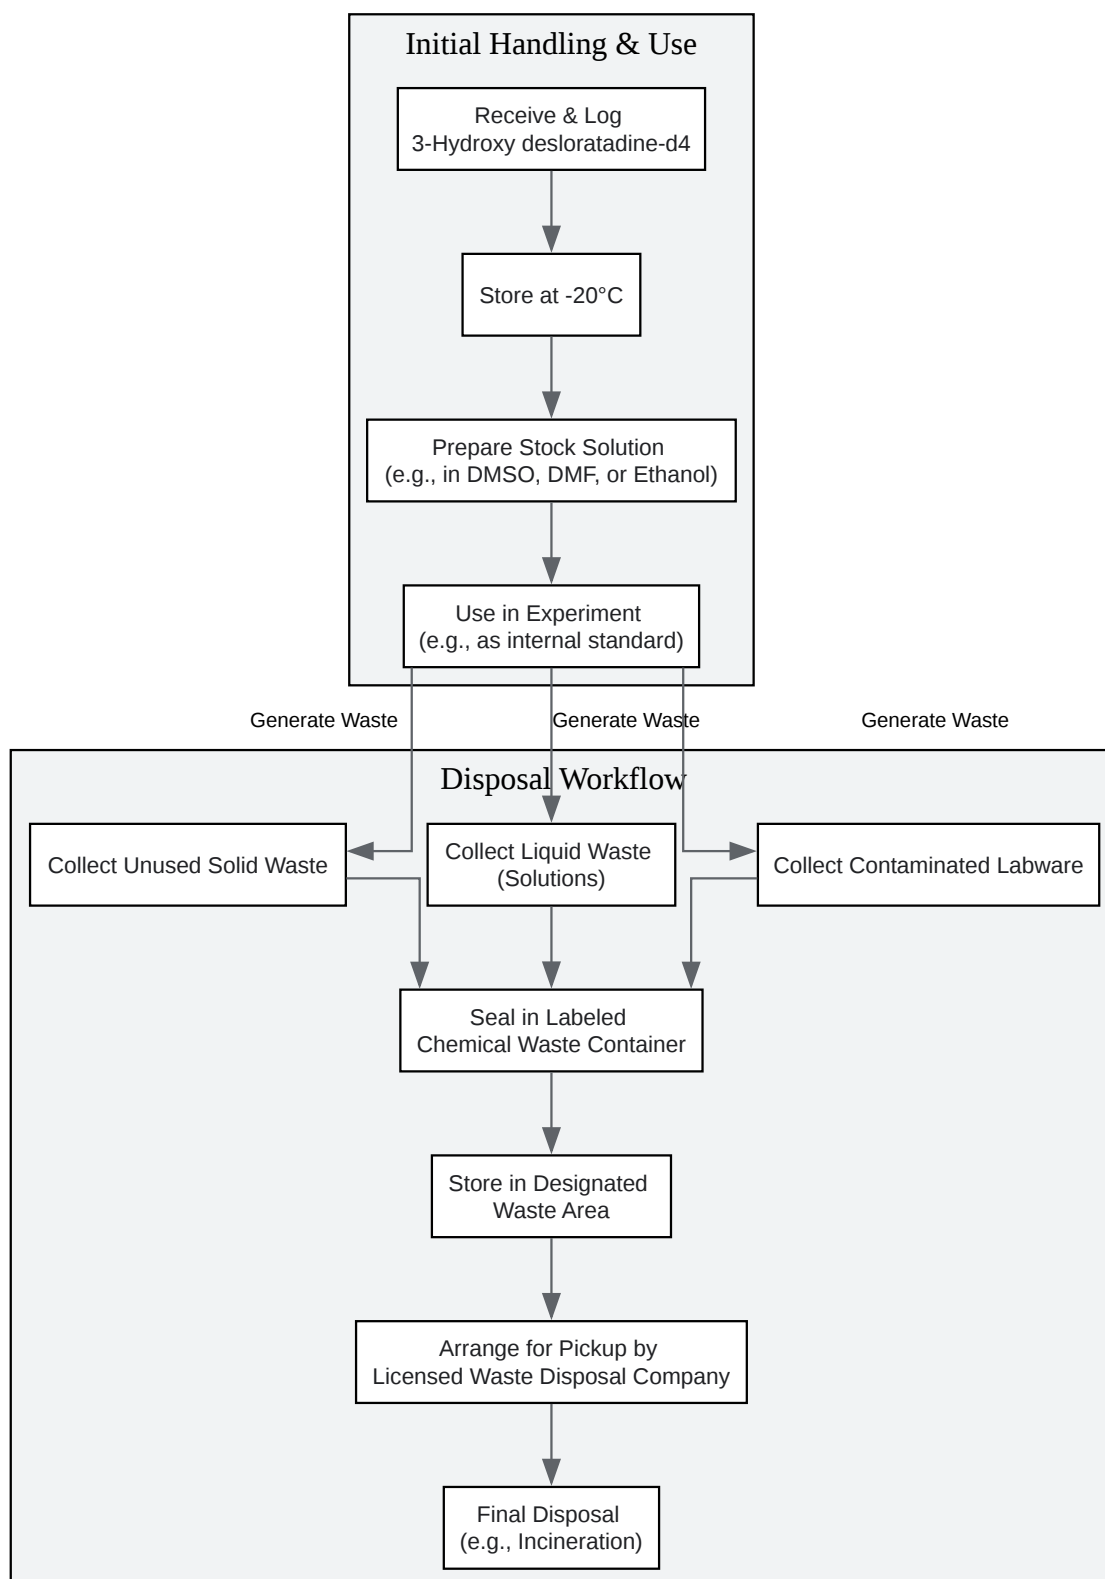 Initial Handling & Use
Receive & Log
3-Hydroxy desloratadine-d4
Store at -20°C
Prepare Stock Solution
(e.g., in DMSO, DMF, or Ethanol)
Use in Experiment
(e.g., as internal standard)
Generate Waste
Generate Waste
Generate Waste
Disposal Workflow
Collect Unused Solid Waste
Collect Liquid Waste
(Solutions)
Collect Contaminated Labware
Seal in Labeled
Chemical Waste Container
Store in Designated
Waste Area
Arrange for Pickup by
Licensed Waste Disposal Company
Final Disposal
(e.g., Incineration)